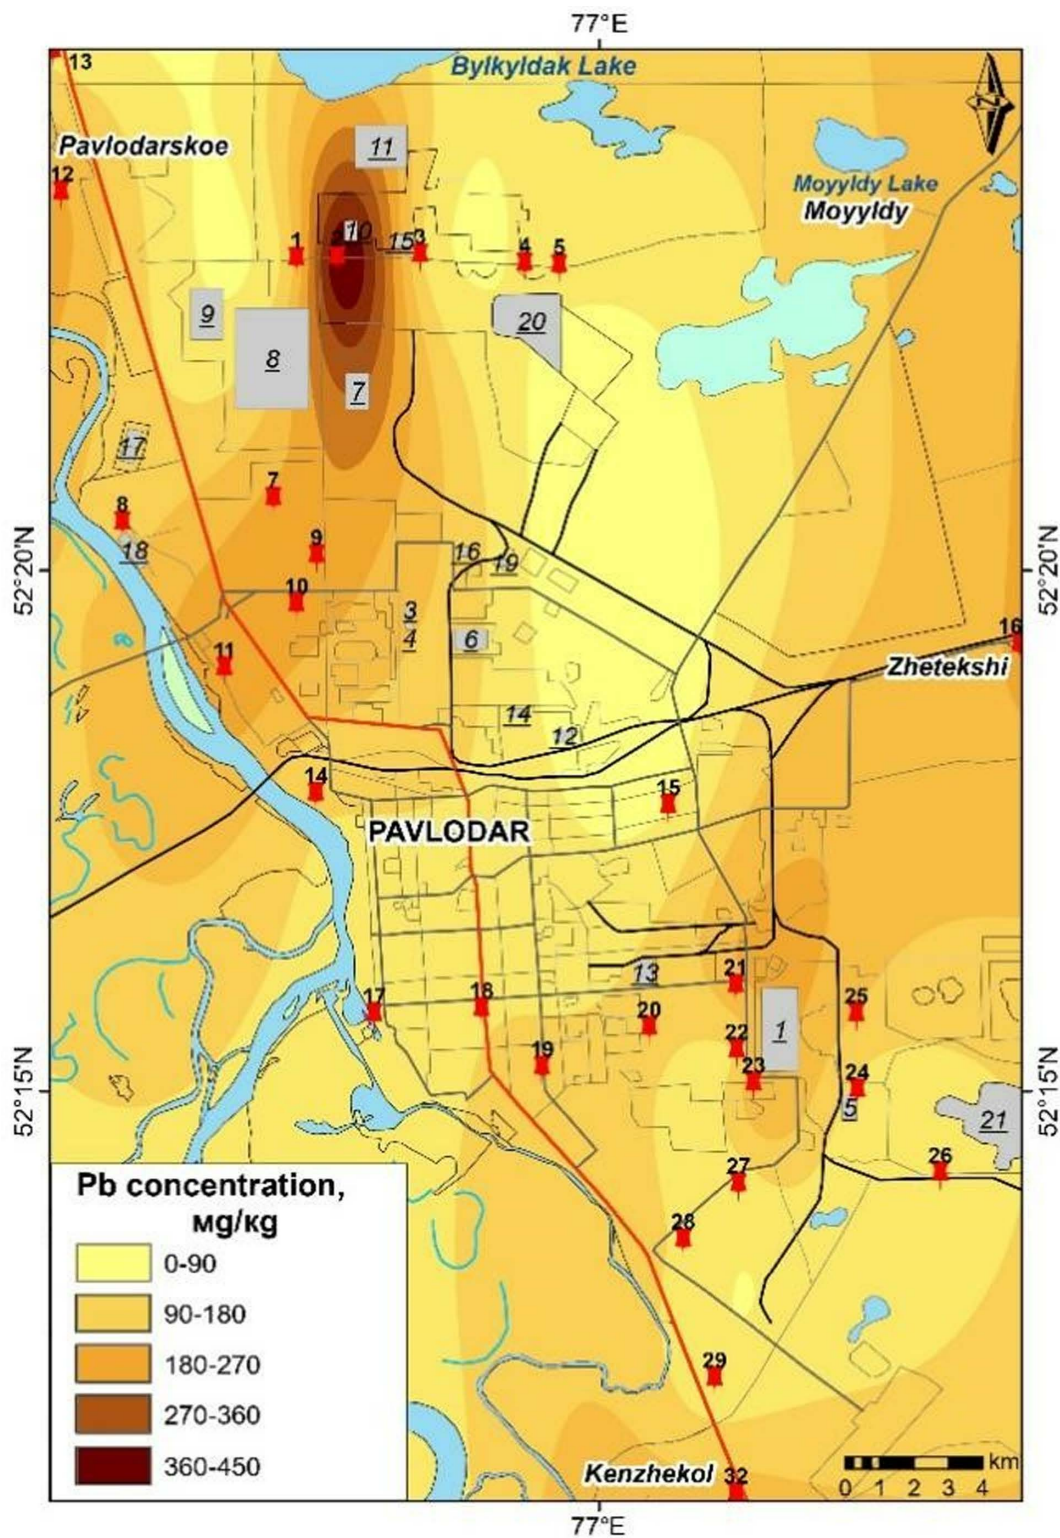 77°E
Bylkyldak Lake
13
Pavlodarskoe
11
12
Moyyldy Lake
Moyyldy
N
10
1
15
3
4
5
9
20
8
7
17
7
8
18
9
16
19
52°20'N
52°20'N
10
3
4
6
16
11
Zhetekshi
14
12
14
15
PAVLODAR
13
21
17
18
20
25
1
19
22
23
24
5
21
52°15'N
52°15'N
26
27
28
Pb concentration,
мg/кg
0-90
90-180
180-270
270-360
360-450
29
Kenzhekol
32
km
0 1 2 3 4
77°E